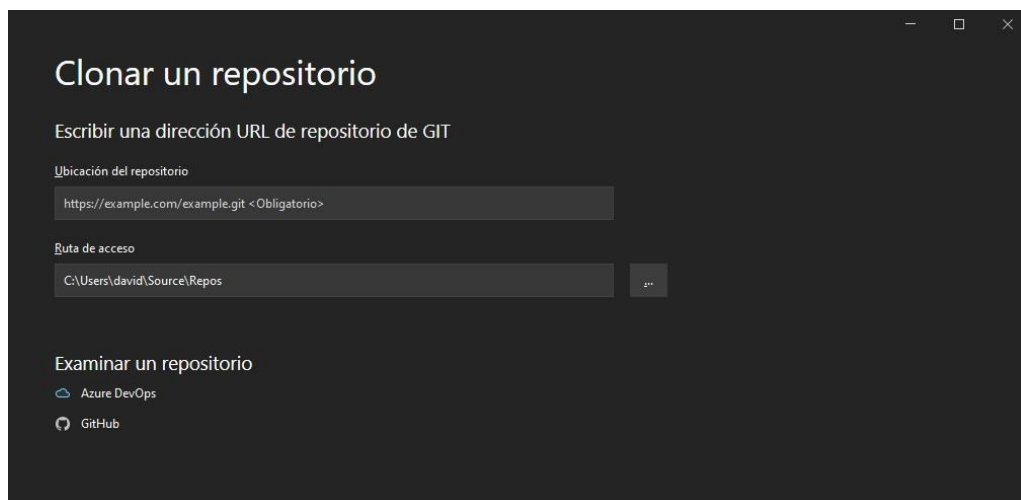 Clonar un repositorio
Escribir una dirección URL de repositorio de GIT
Ubicación del repositorio
https://example.com/example.git <Obligatorio>
Ruta de acceso
C:\Users\david\Source\Repos
...
Examinar un repositorio
Azure DevOps
GitHub